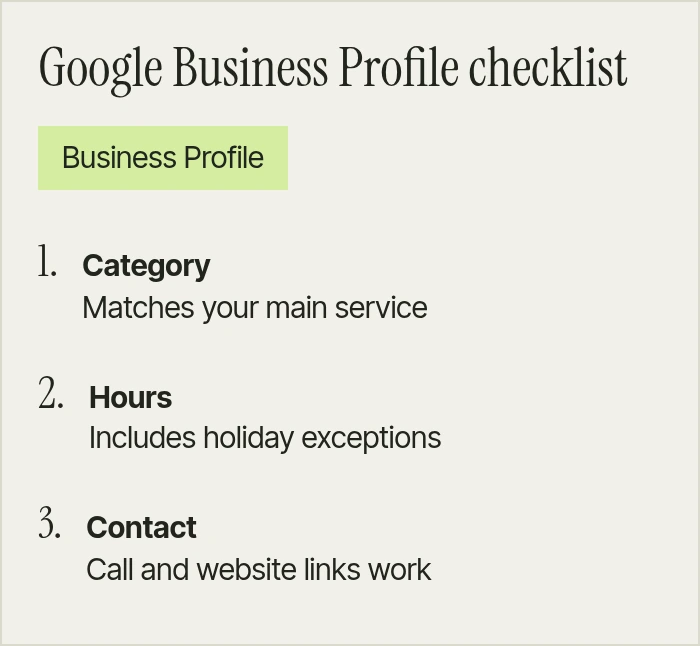 Google Business Profile checklist
Business Profile
1. Category
Matches your main service
2. Hours
Includes holiday exceptions
3. Contact
Call and website links work